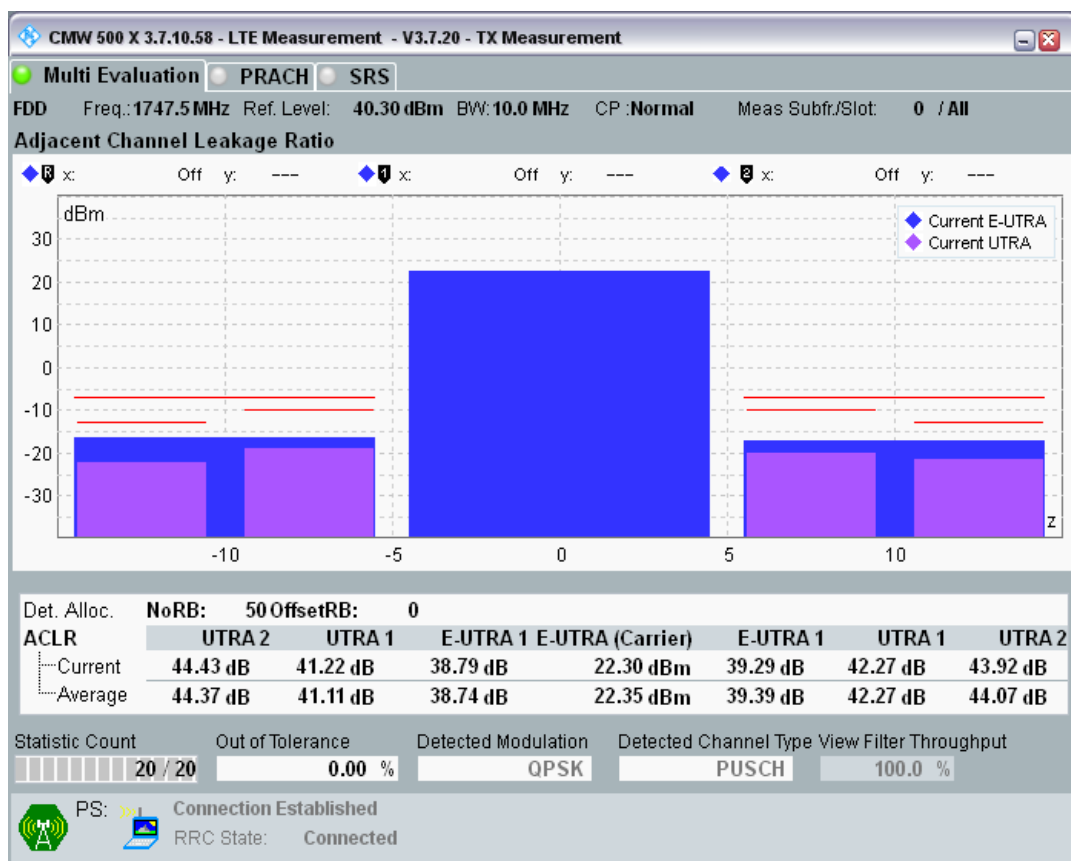 CMW 500 X 3.7.10.58 - LTE Measurement - V3.7.20 - TX Measurement
Multi Evaluation PRACH SRS
FDD Freq.: 1747.5 MHz Ref. Level: 40.30 dBm BW: 10.0 MHz CP : Normal Meas Subfr./Slot: 0 / All
Adjacent Channel Leakage Ratio
R x: Off y: --- 1 x: Off y: --- 2 x: Off y: ---
dBm
Current E-UTRA
Current UTRA
30
20
10
0
-10
-20
-30
z
-10 -5 0 5 10
Det. Alloc. NoRB: 50 OffsetRB: 0
ACLR UTRA 2 UTRA 1 E-UTRA 1 E-UTRA (Carrier) E-UTRA 1 UTRA 1 UTRA 2
Current 44.43 dB 41.22 dB 38.79 dB 22.30 dBm 39.29 dB 42.27 dB 43.92 dB
Average 44.37 dB 41.11 dB 38.74 dB 22.35 dBm 39.39 dB 42.27 dB 44.07 dB
Statistic Count Out of Tolerance Detected Modulation Detected Channel Type View Filter Throughput
20 / 20 0.00 % QPSK PUSCH 100.0 %
PS: Connection Established
RRC State: Connected